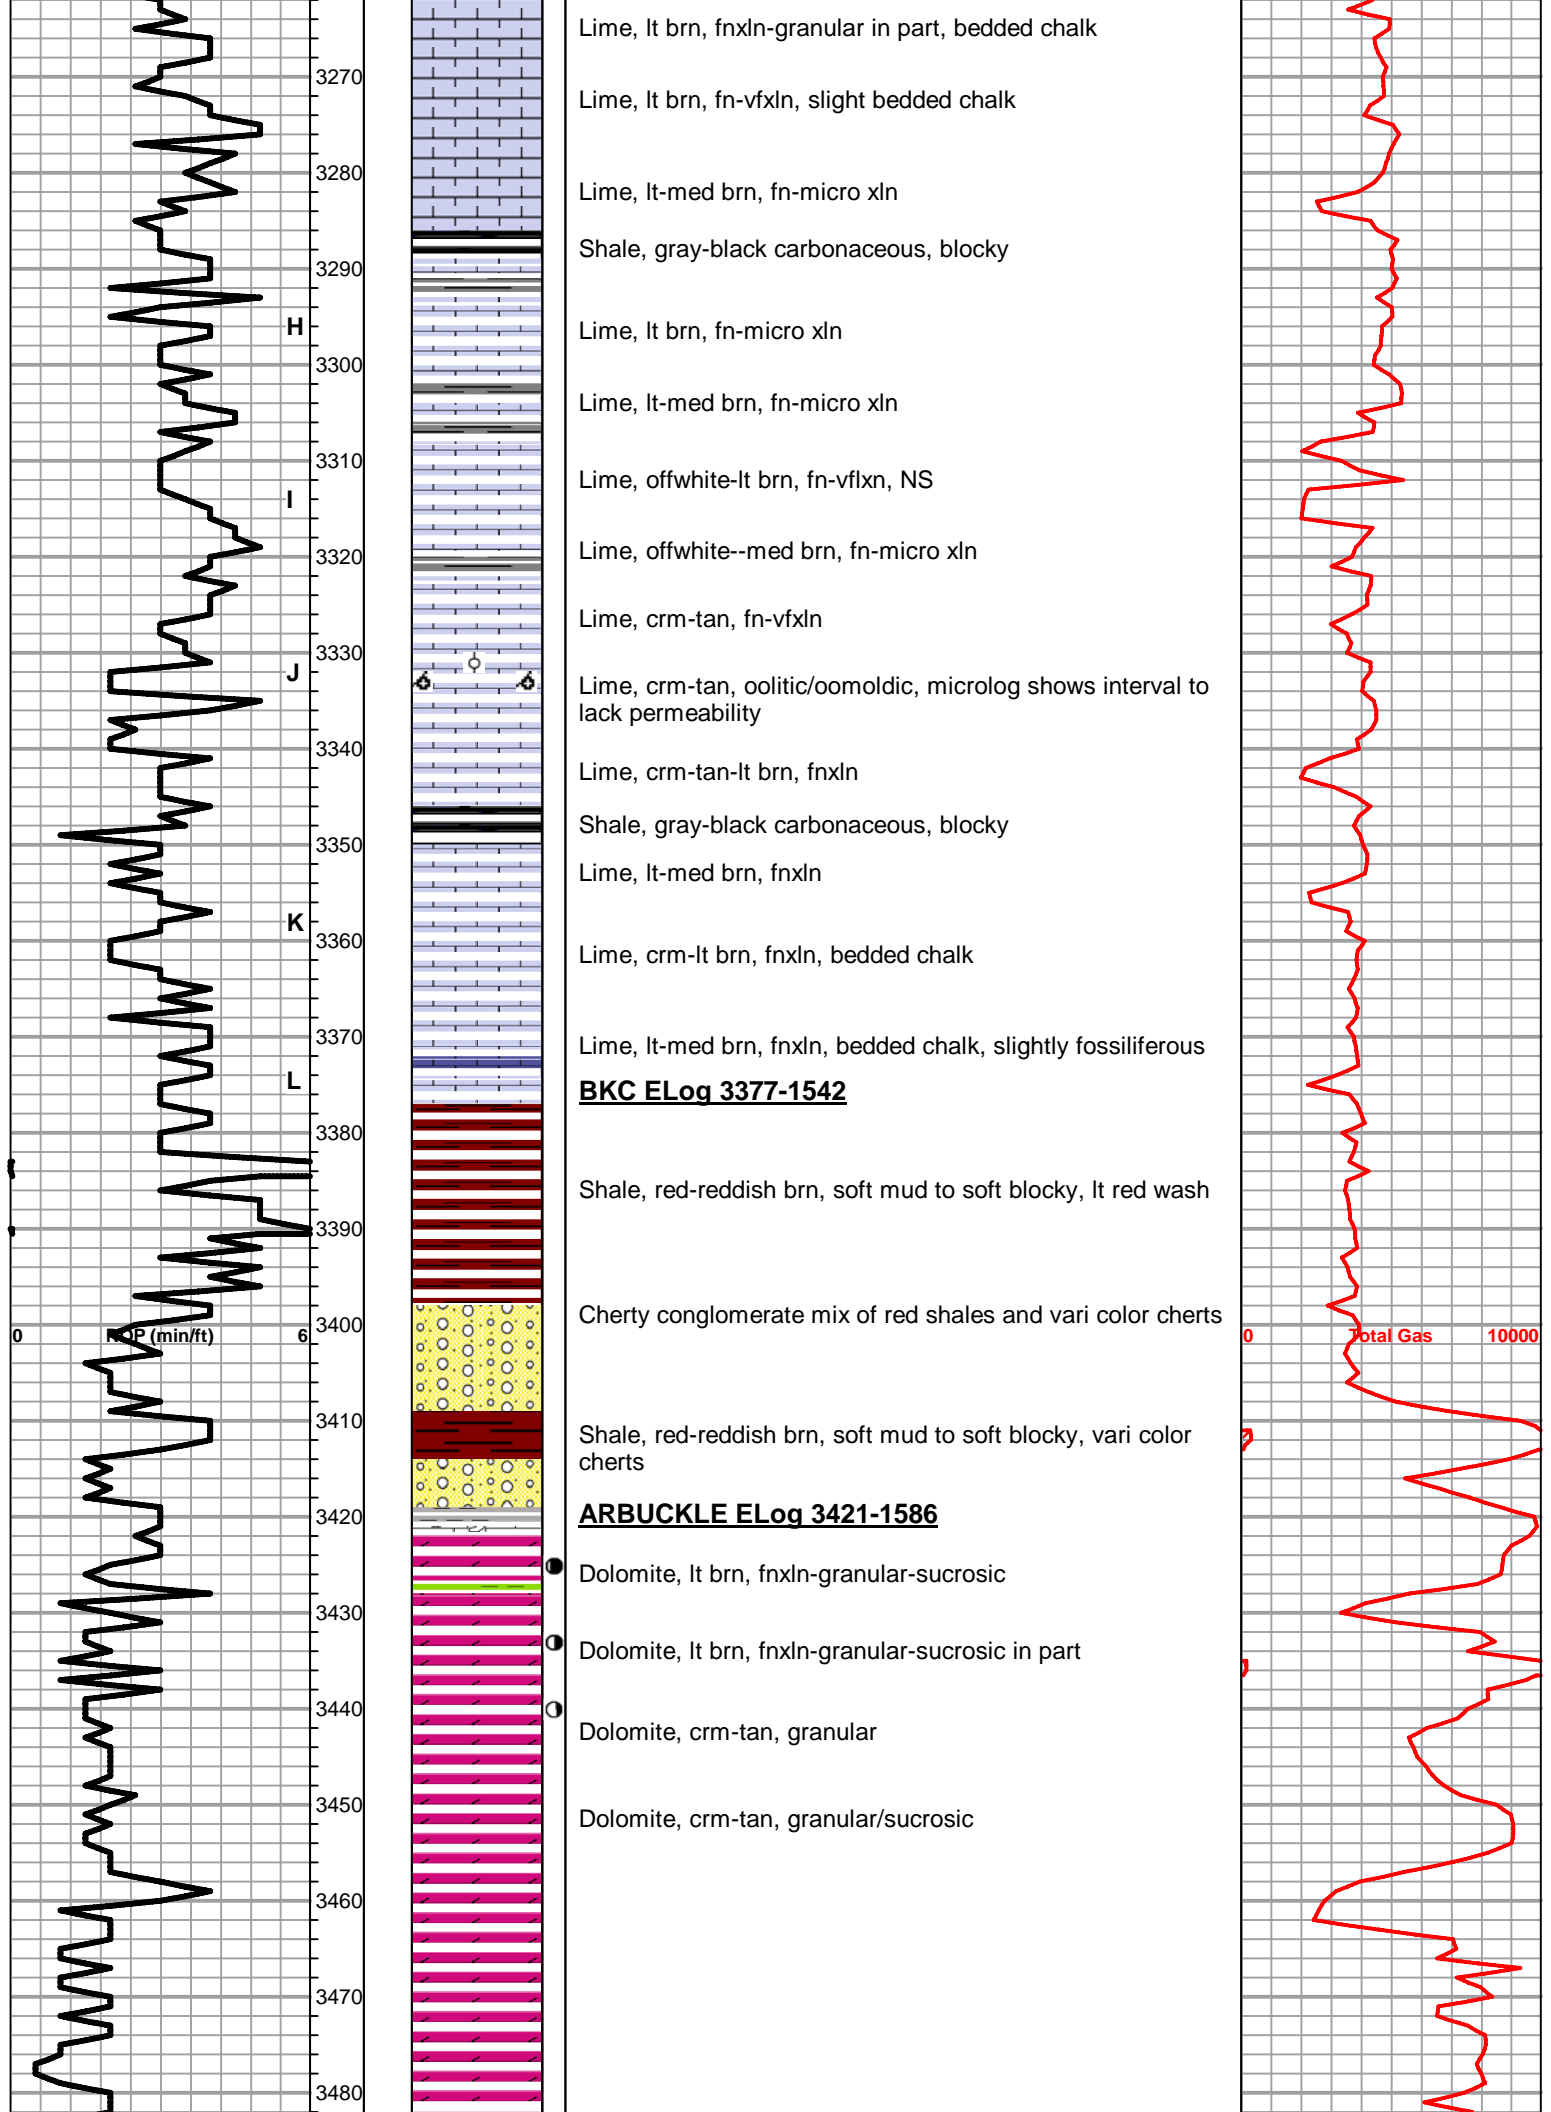 Lime, lt brn, fnxln-granular in part, bedded chalk
3270
Lime, lt brn, fn-vfxln, slight bedded chalk
3280
Lime, lt-med brn, fn-micro xln
Shale, gray-black carbonaceous, blocky
3290
H
Lime, lt brn, fn-micro xln
3300
Lime, lt-med brn, fn-micro xln
3310
Lime, offwhite-lt brn, fn-vflxn, NS
I
Lime, offwhite--med brn, fn-micro xln
3320
Lime, crm-tan, fn-vfxln
3330
J
Lime, crm-tan, oolitic/oomoldic, microlog shows interval to
lack permeability
3340
Lime, crm-tan-lt brn, fnxln
Shale, gray-black carbonaceous, blocky
3350
Lime, lt-med brn, fnxln
K
3360
Lime, crm-lt brn, fnxln, bedded chalk
3370
Lime, lt-med brn, fnxln, bedded chalk, slightly fossiliferous
L
BKC ELog 3377-1542
3380
Shale, red-reddish brn, soft mud to soft blocky, lt red wash
3390
Cherty conglomerate mix of red shales and vari color cherts
3400
0 ROP (min/ft) 6
0 Total Gas 10000
3410
Shale, red-reddish brn, soft mud to soft blocky, vari color
cherts
3420
ARBUCKLE ELog 3421-1586
Dolomite, lt brn, fnxln-granular-sucrosic
3430
Dolomite, lt brn, fnxln-granular-sucrosic in part
3440
Dolomite, crm-tan, granular
3450
Dolomite, crm-tan, granular/sucrosic
3460
3470
3480